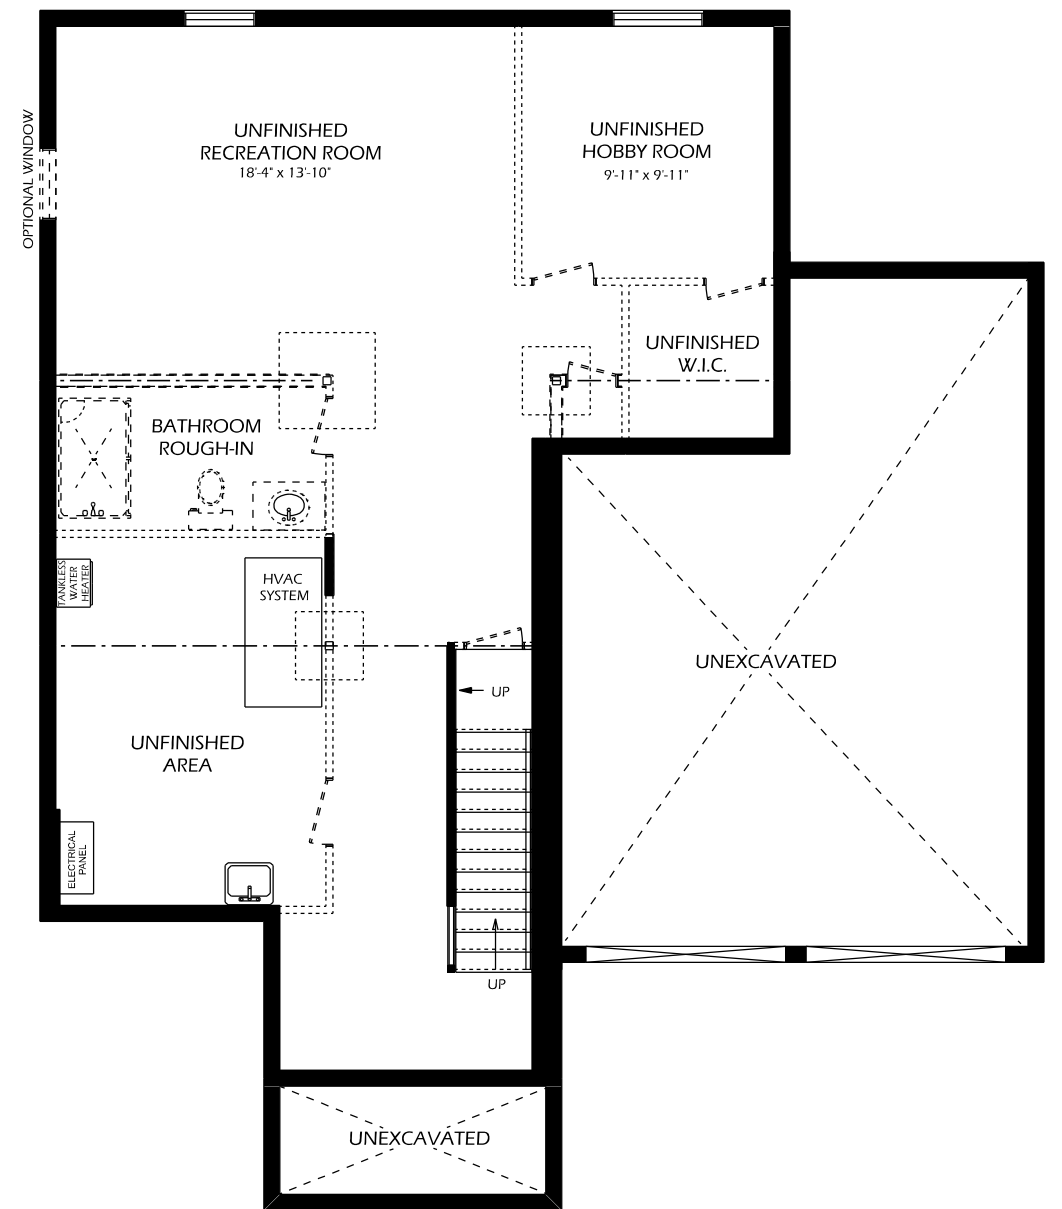 OPTIONAL WINDOW
UNFINISHED
RECREATION ROOM
18'-4" x 13'-10"
UNFINISHED
HOBBY ROOM
9'-11" x 9'-11"
UNFINISHED
W.I.C.
BATHROOM
ROUGH-IN
TANKLESS
WATER
HEATER
HVAC
SYSTEM
UNEXCAVATED
UP
UNFINISHED
AREA
ELECTRICAL
PANEL
UP
UNEXCAVATED